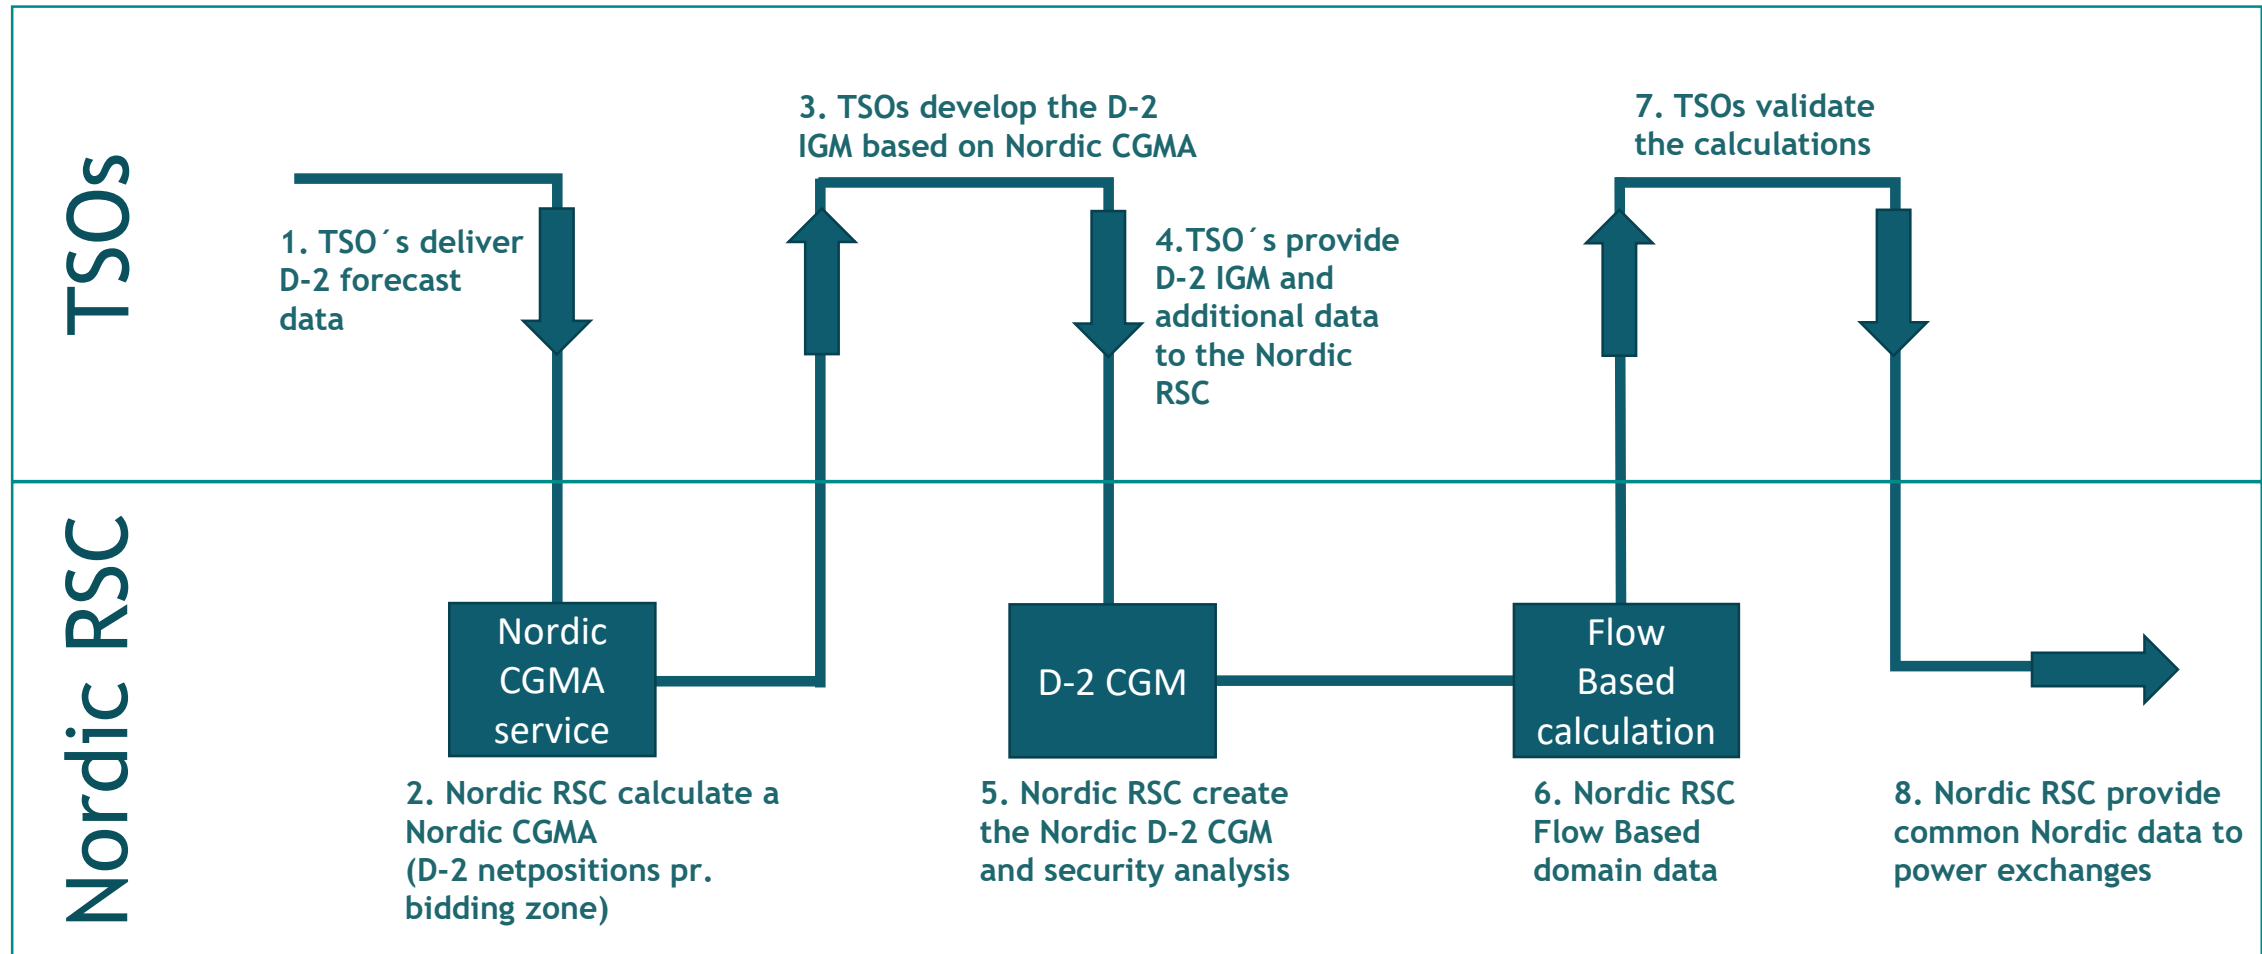 TSOs
1. TSO´s deliver
D-2 forecast
data
3. TSOs develop the D-2
IGM based on Nordic CGMA
4.TSO´s provide
D-2 IGM and
additional data
to the Nordic
RSC
7. TSOs validate
the calculations
Nordic RSC
Nordic
CGMA
service
2. Nordic RSC calculate a
Nordic CGMA
(D-2 netpositions pr.
bidding zone)
D-2 CGM
5. Nordic RSC create
the Nordic D-2 CGM
and security analysis
Flow
Based
calculation
6. Nordic RSC
Flow Based
domain data
8. Nordic RSC provide
common Nordic data to
power exchanges